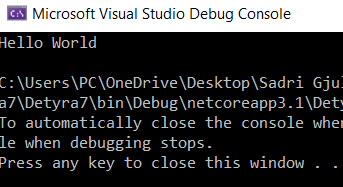 Microsoft Visual Studio Debug Console
Hello World
C:\Users\PC\OneDrive\Desktop\Sadri Gjul
a7\Detyra7\bin\Debug\netcoreapp3.1\Dety
To automatically close the console when
le when debugging stops.
Press any key to close this window . .